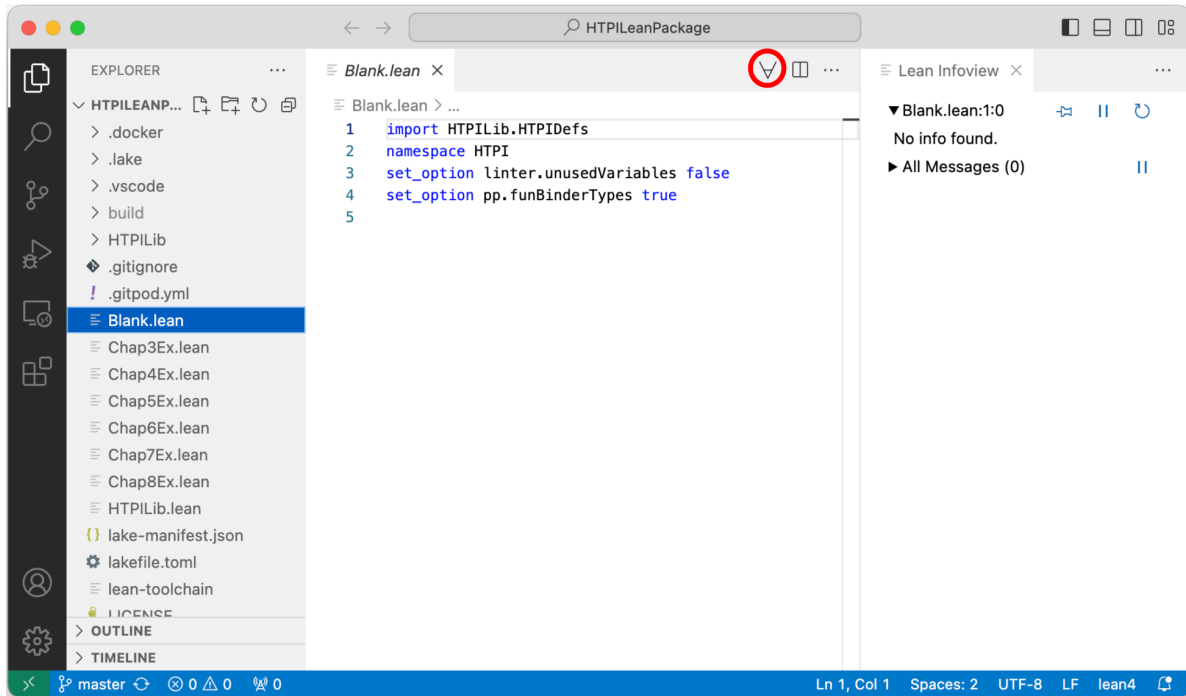 HTPILeanPackage
EXPLORER
HTPILEANP...
.docker
.lake
.vscode
build
HTPILib
.gitignore
.gitpod.yml
Blank.lean
Chap3Ex.lean
Chap4Ex.lean
Chap5Ex.lean
Chap6Ex.lean
Chap7Ex.lean
Chap8Ex.lean
HTPILib.lean
lake-manifest.json
lakefile.toml
lean-toolchain
LICENSE
OUTLINE
TIMELINE
Blank.lean
∀
Blank.lean > ...
1 import HTPILib.HTPIDefs
2 namespace HTPI
3 set_option linter.unusedVariables false
4 set_option pp.funBinderTypes true
5
Lean Infoview
▼Blank.lean:1:0
No info found.
▶All Messages (0)
master 0 0 0 Ln 1, Col 1 Spaces: 2 UTF-8 LF lean4